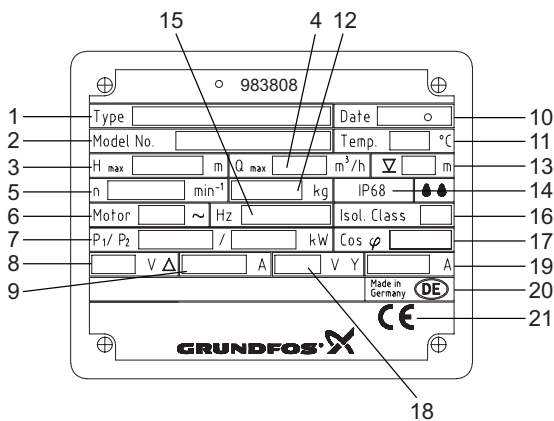 15 4 12
983808
1 Type Date 10
2 Model No. Temp. °C 11
3 H max m Q max m³/h m 13
5 n min⁻¹ kg IP68 14
6 Motor ~ Hz Isol. Class 16
7 P1/ P2 / kW Cos φ 17
8 V △ A V Y A 19
9 Made in Germany DE 20
CE 21
GRUNDFOS
18